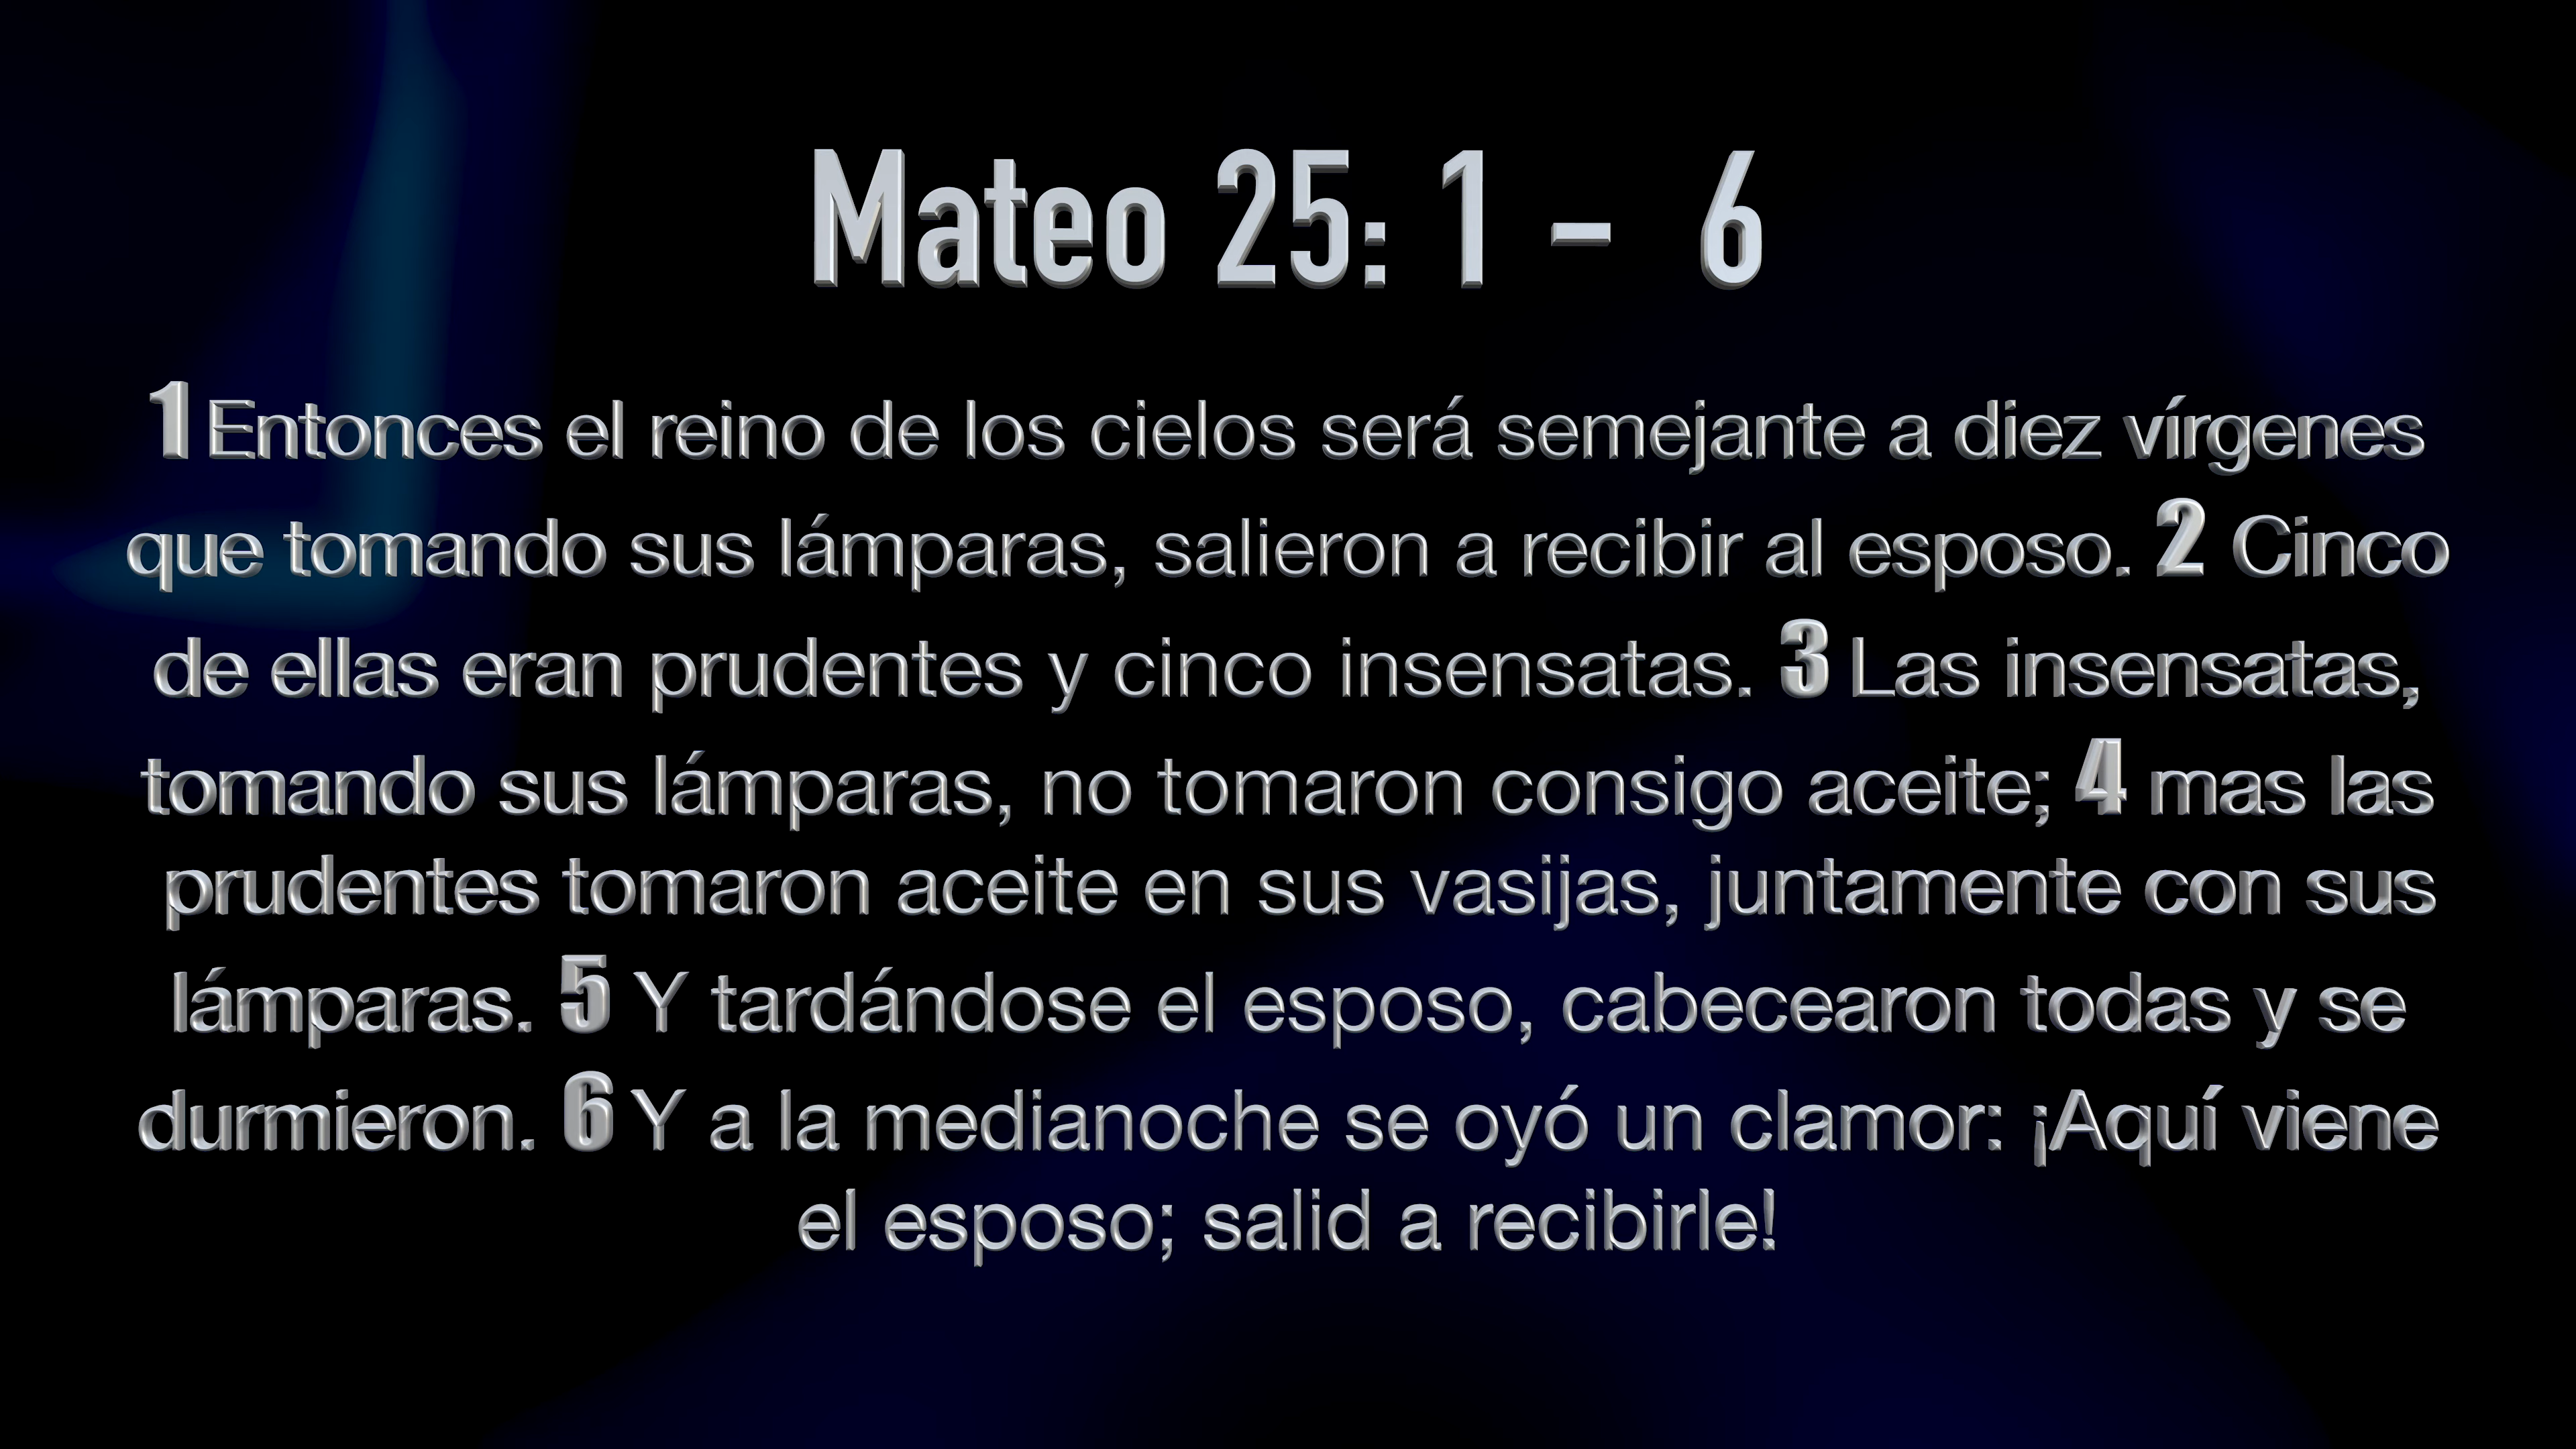 Mateo 25: 1 – 6
1 Entonces el reino de los cielos será semejante a diez vírgenes
que tomando sus lámparas, salieron a recibir al esposo. 2 Cinco
de ellas eran prudentes y cinco insensatas. 3 Las insensatas,
tomando sus lámparas, no tomaron consigo aceite; 4 mas las
prudentes tomaron aceite en sus vasijas, juntamente con sus
lámparas. 5 Y tardándose el esposo, cabecearon todas y se
durmieron. 6 Y a la medianoche se oyó un clamor: ¡Aquí viene
el esposo; salid a recibirle!